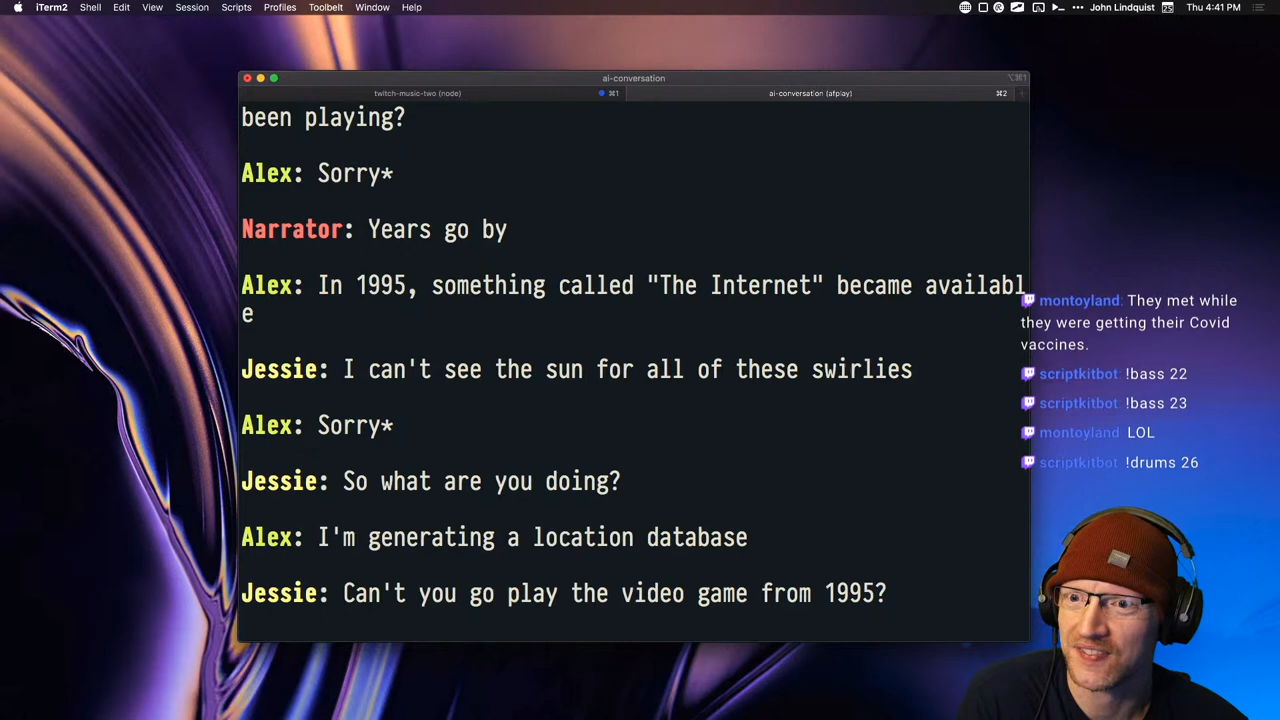 iTerm2 Shell Edit View Session Scripts Profiles Toolbelt Window Help John Lindquist 25 Thu 4:41 PM
ai-conversation ⌥⌘1
twitch-music-two (node) ⌘1 ai-conversation (afplay) ⌘2 +
been playing?
Alex: Sorry*
Narrator: Years go by
Alex: In 1995, something called "The Internet" became availabl
e
Jessie: I can't see the sun for all of these swirlies
Alex: Sorry*
Jessie: So what are you doing?
Alex: I'm generating a location database
Jessie: Can't you go play the video game from 1995?
montoyland: They met while
they were getting their Covid
vaccines.
scriptkitbot !bass 22
scriptkitbot !bass 23
montoyland LOL
scriptkitbot !drums 26